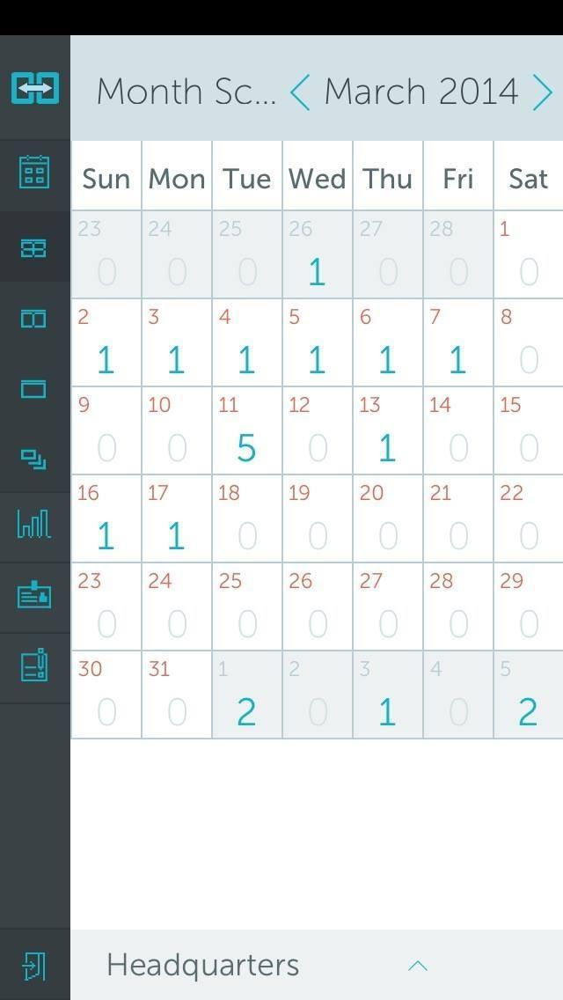 Month Sc... March 2014
Sun Mon Tue Wed Thu Fri Sat
23 24 25 26 27 28 1
0 0 0 1 0 0 0
2 3 4 5 6 7 8
1 1 1 1 1 1 0
9 10 11 12 13 14 15
0 0 5 0 1 0 0
16 17 18 19 20 21 22
1 1 0 0 0 0 0
23 24 25 26 27 28 29
0 0 0 0 0 0 0
30 31 1 2 3 4 5
0 0 2 0 1 0 2
Headquarters